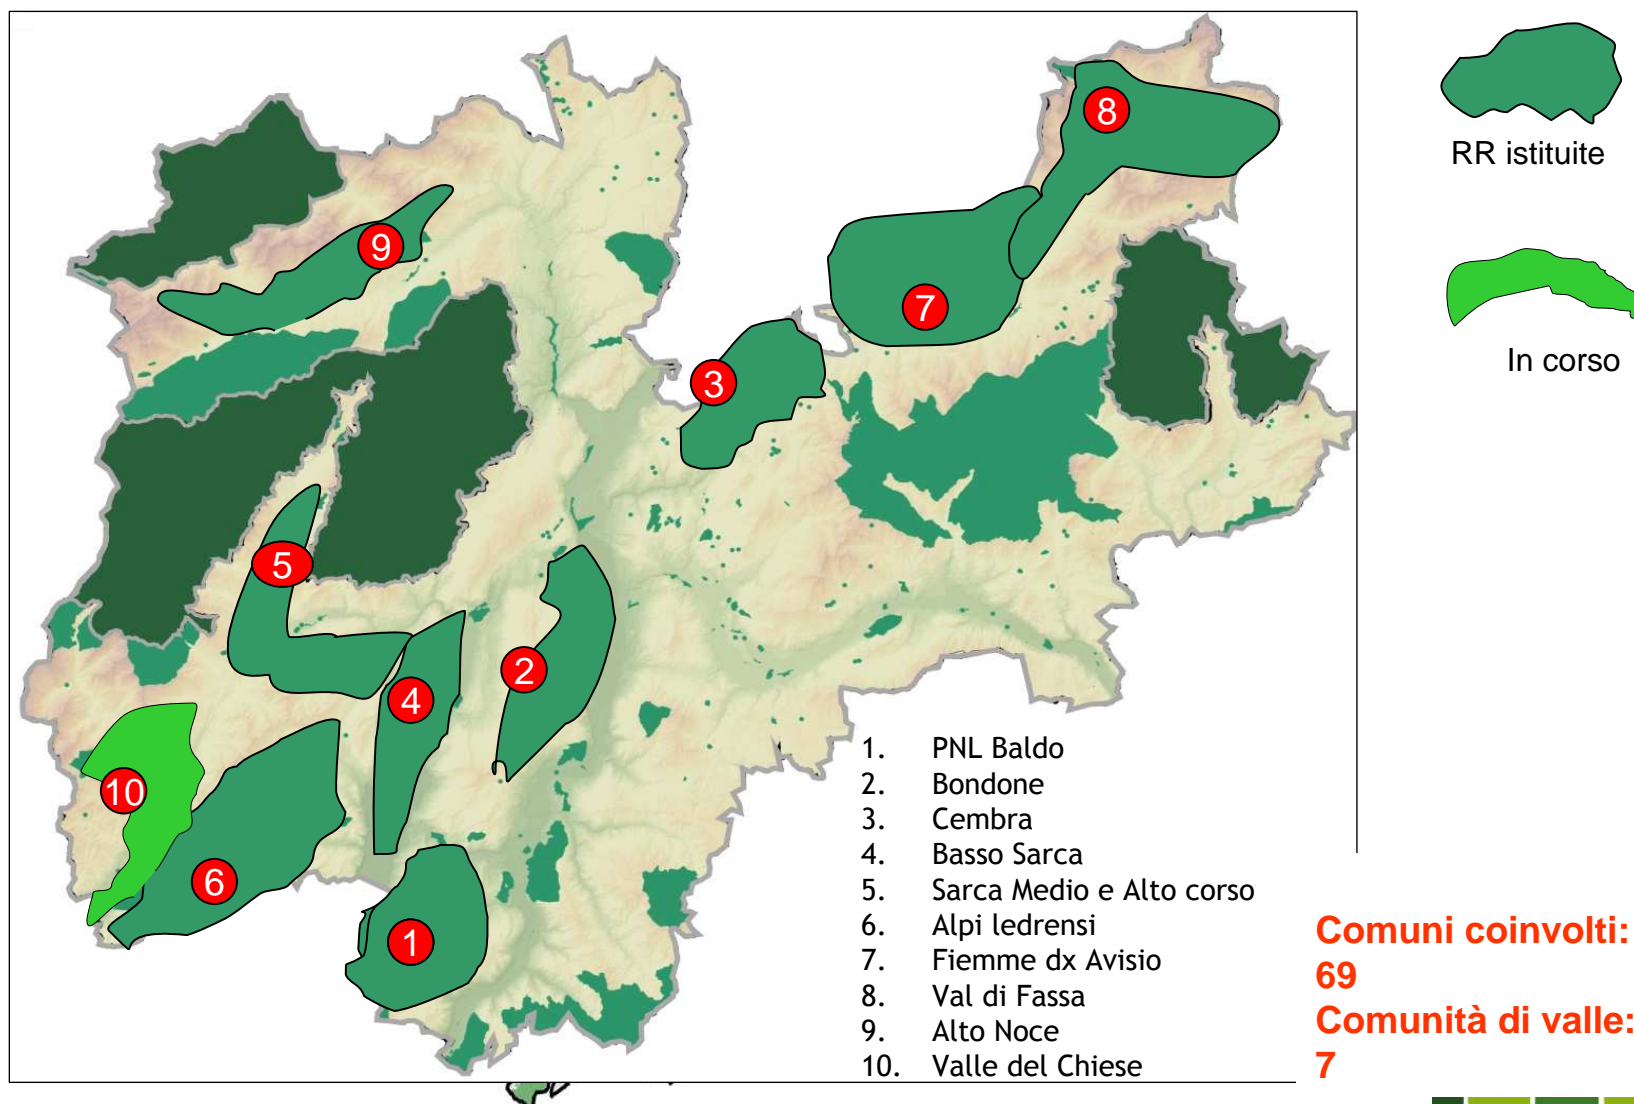 8
RR istituite
9
7
In corso
3
5
2
4
10
6
1
1. PNL Baldo
2. Bondone
3. Cembra
4. Basso Sarca
5. Sarca Medio e Alto corso
6. Alpi ledrensi
7. Fiemme dx Avisio
8. Val di Fassa
9. Alto Noce
10. Valle del Chiese
Comuni coinvolti:
69
Comunità di valle:
7